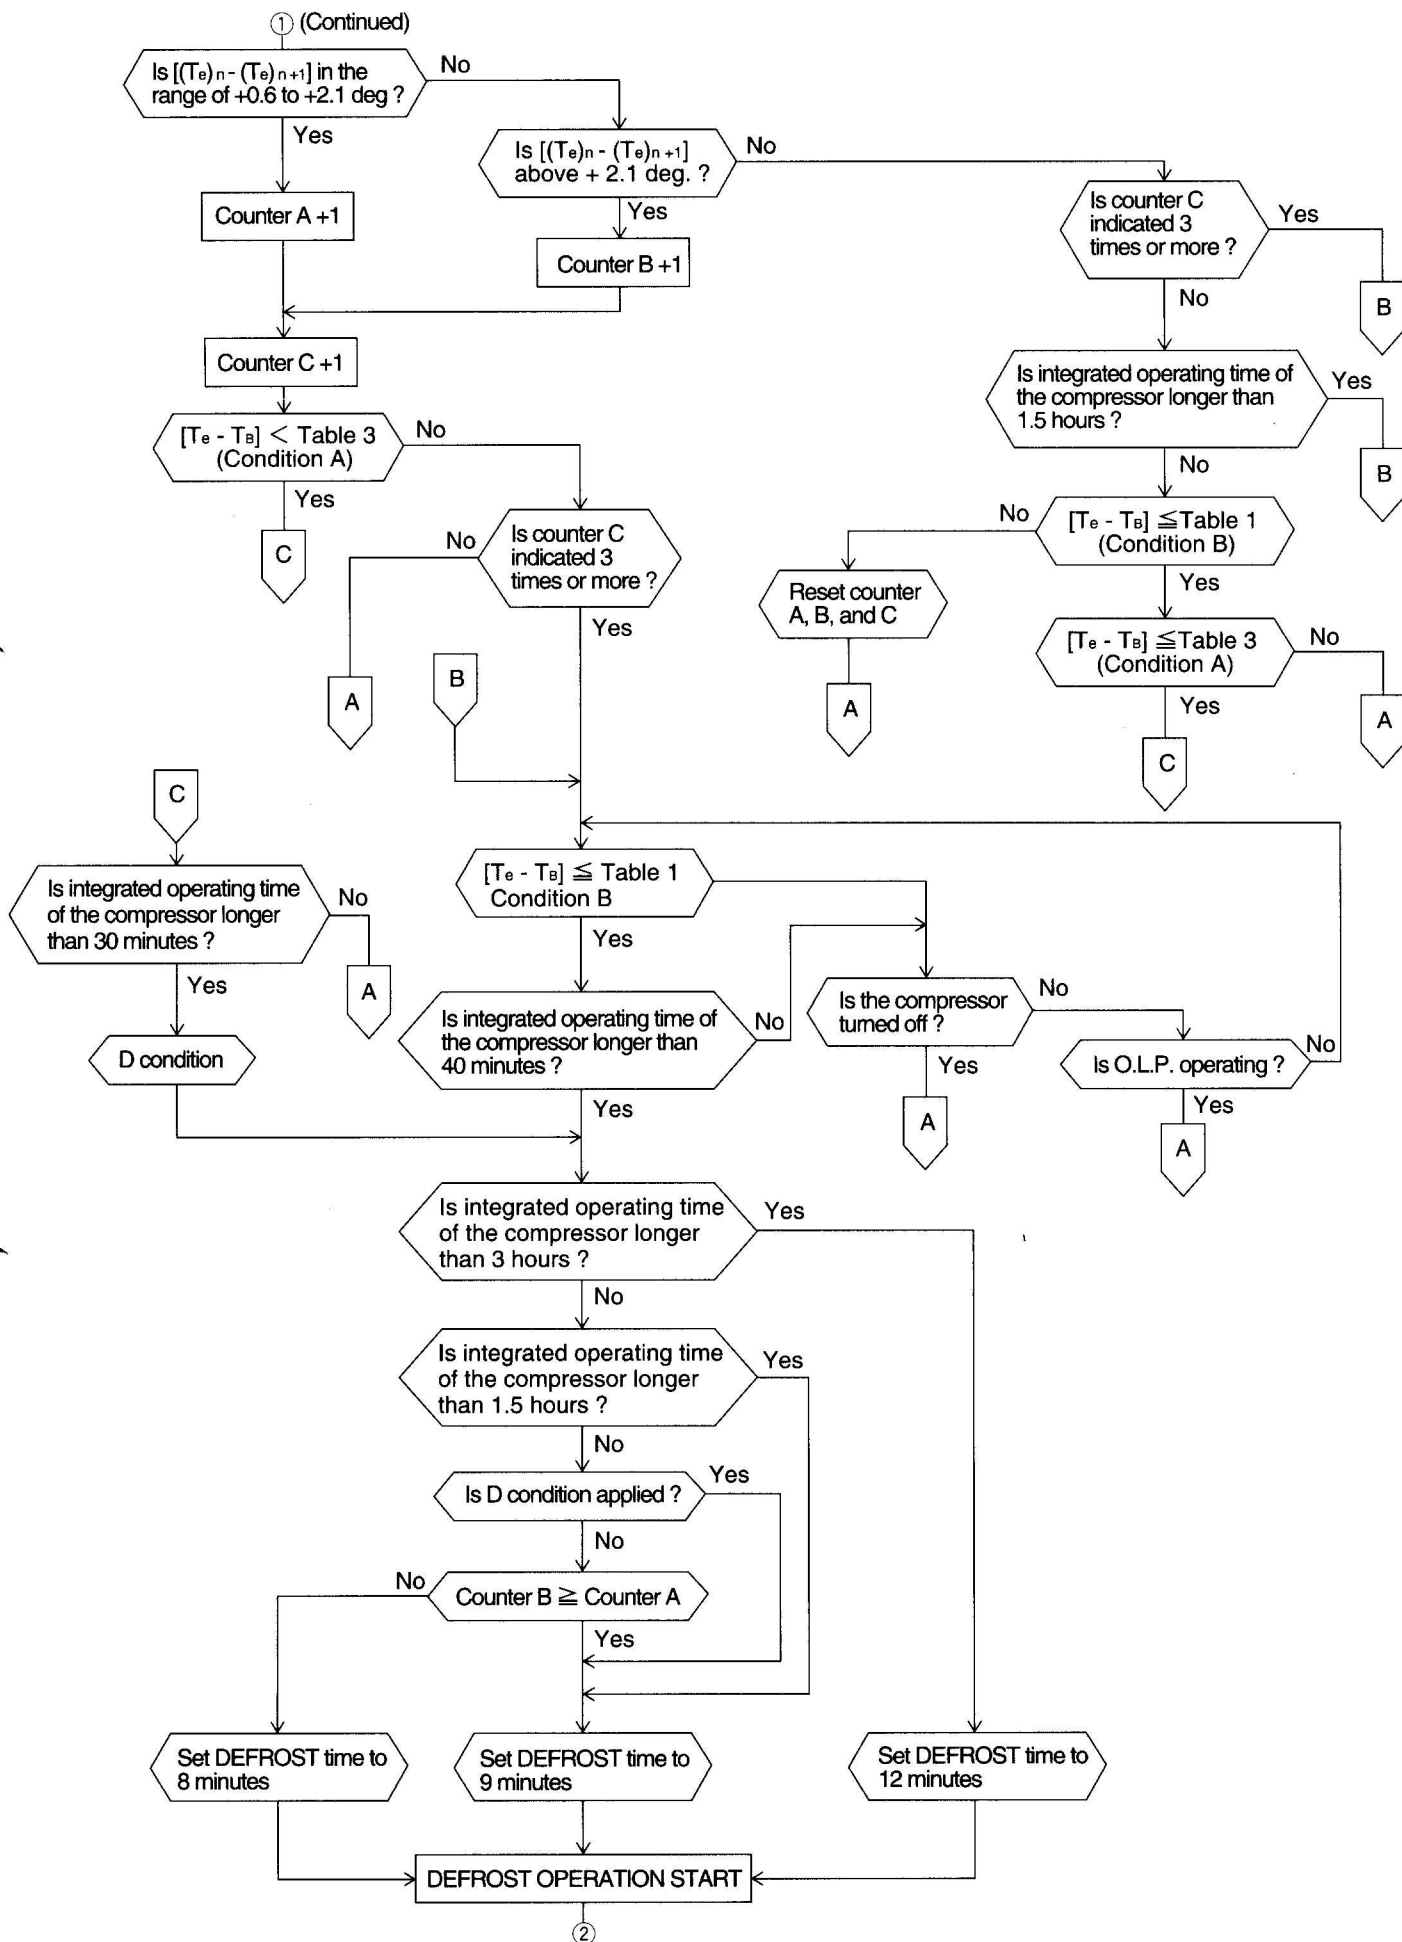 ① (Continued)
Is [(Te)n - (Te)n+1] in the
range of +0.6 to +2.1 deg ?
No
Yes
Is [(Te)n - (Te)n+1]
above + 2.1 deg. ?
No
Yes
Counter A +1
Counter B +1
Is counter C
indicated 3
times or more ?
Yes
B
No
Counter C +1
Is integrated operating time of
the compressor longer than
1.5 hours ?
Yes
B
No
[Te - TB] < Table 3
(Condition A)
No
Yes
C
Is counter C
indicated 3
times or more ?
No
A
Yes
B
[Te - TB] ≦Table 1
(Condition B)
No
Yes
Reset counter
A, B, and C
A
[Te - TB] ≦Table 3
(Condition A)
No
A
Yes
C
C
Is integrated operating time
of the compressor longer
than 30 minutes ?
No
A
Yes
D condition
[Te - TB] ≦ Table 1
Condition B
Yes
Is integrated operating time of
the compressor longer than
40 minutes ?
No
Yes
Is the compressor
turned off ?
No
Yes
A
Is O.L.P. operating ?
No
Yes
A
Is integrated operating time
of the compressor longer
than 3 hours ?
Yes
No
Is integrated operating time
of the compressor longer
than 1.5 hours ?
Yes
No
Is D condition applied ?
Yes
No
Counter B ≧ Counter A
No
Yes
Set DEFROST time to
8 minutes
Set DEFROST time to
9 minutes
Set DEFROST time to
12 minutes
DEFROST OPERATION START
②